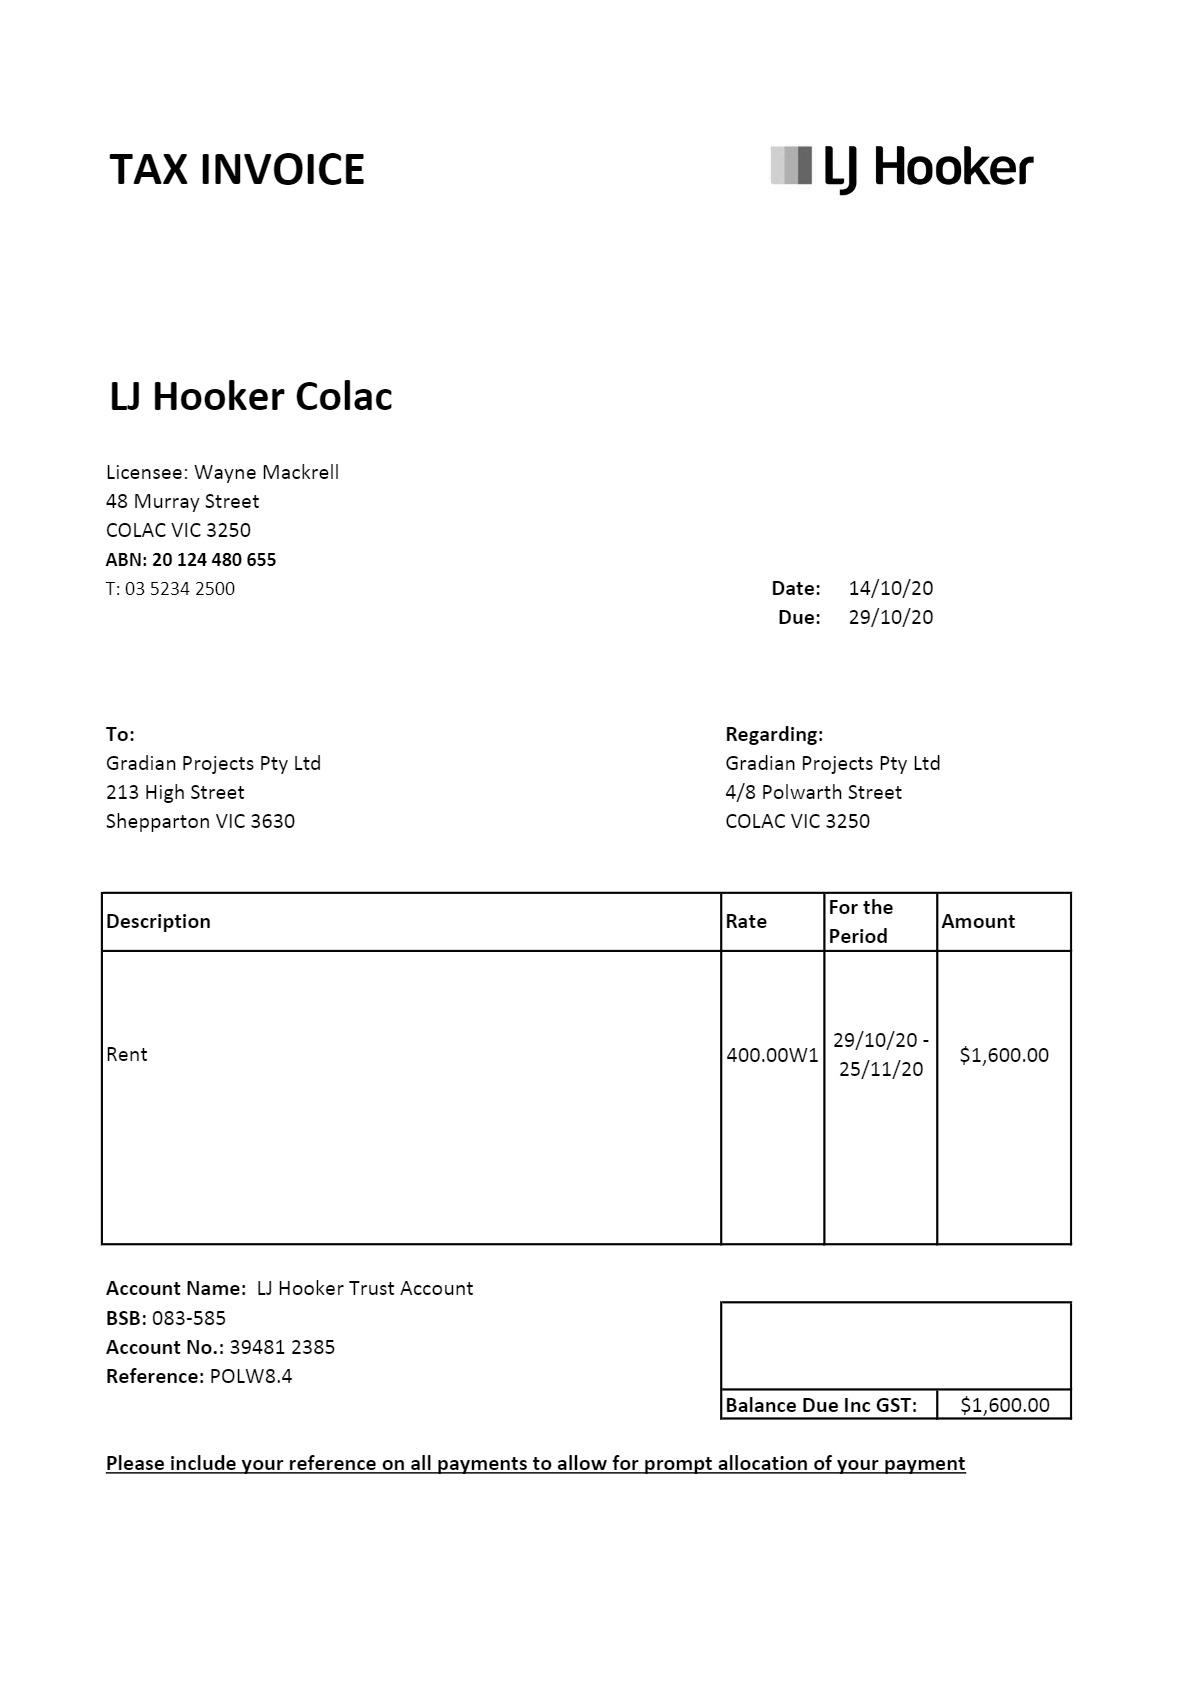 TAX INVOICE
LJ Hooker
LJ Hooker Colac
Licensee: Wayne Mackrell
48 Murray Street
COLAC VIC 3250
ABN: 20 124 480 655
T: 03 5234 2500
Date: 14/10/20
Due: 29/10/20
To:
Gradian Projects Pty Ltd
213 High Street
Shepparton VIC 3630
Regarding:
Gradian Projects Pty Ltd
4/8 Polwarth Street
COLAC VIC 3250
Description Rate For the Period Amount
Rent 400.00W1 29/10/20 - 25/11/20 $1,600.00
Account Name: LJ Hooker Trust Account
BSB: 083-585
Account No.: 39481 2385
Reference: POLW8.4
Balance Due Inc GST: $1,600.00
Please include your reference on all payments to allow for prompt allocation of your payment